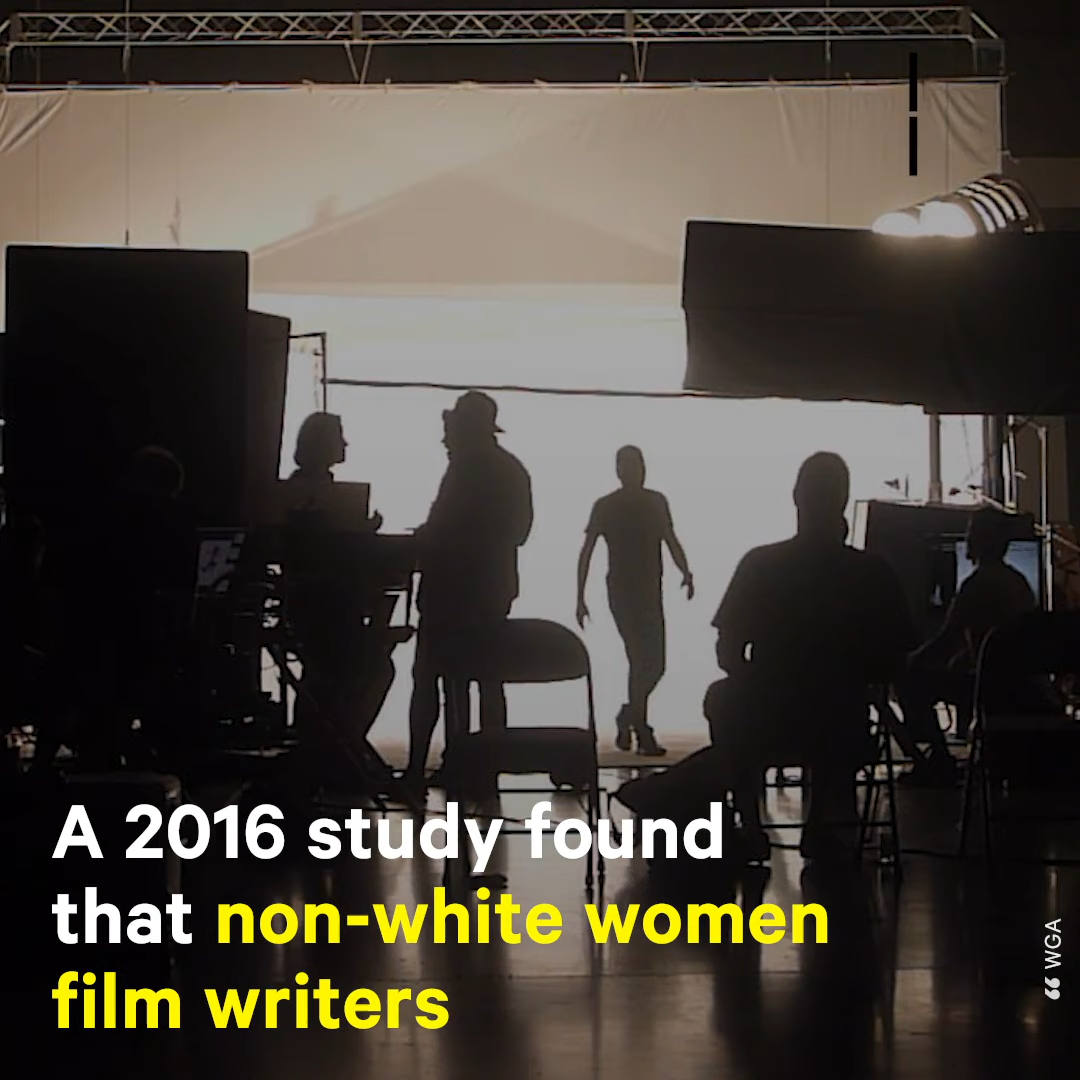 A 2016 study found
that non-white women
film writers
❝ WGA